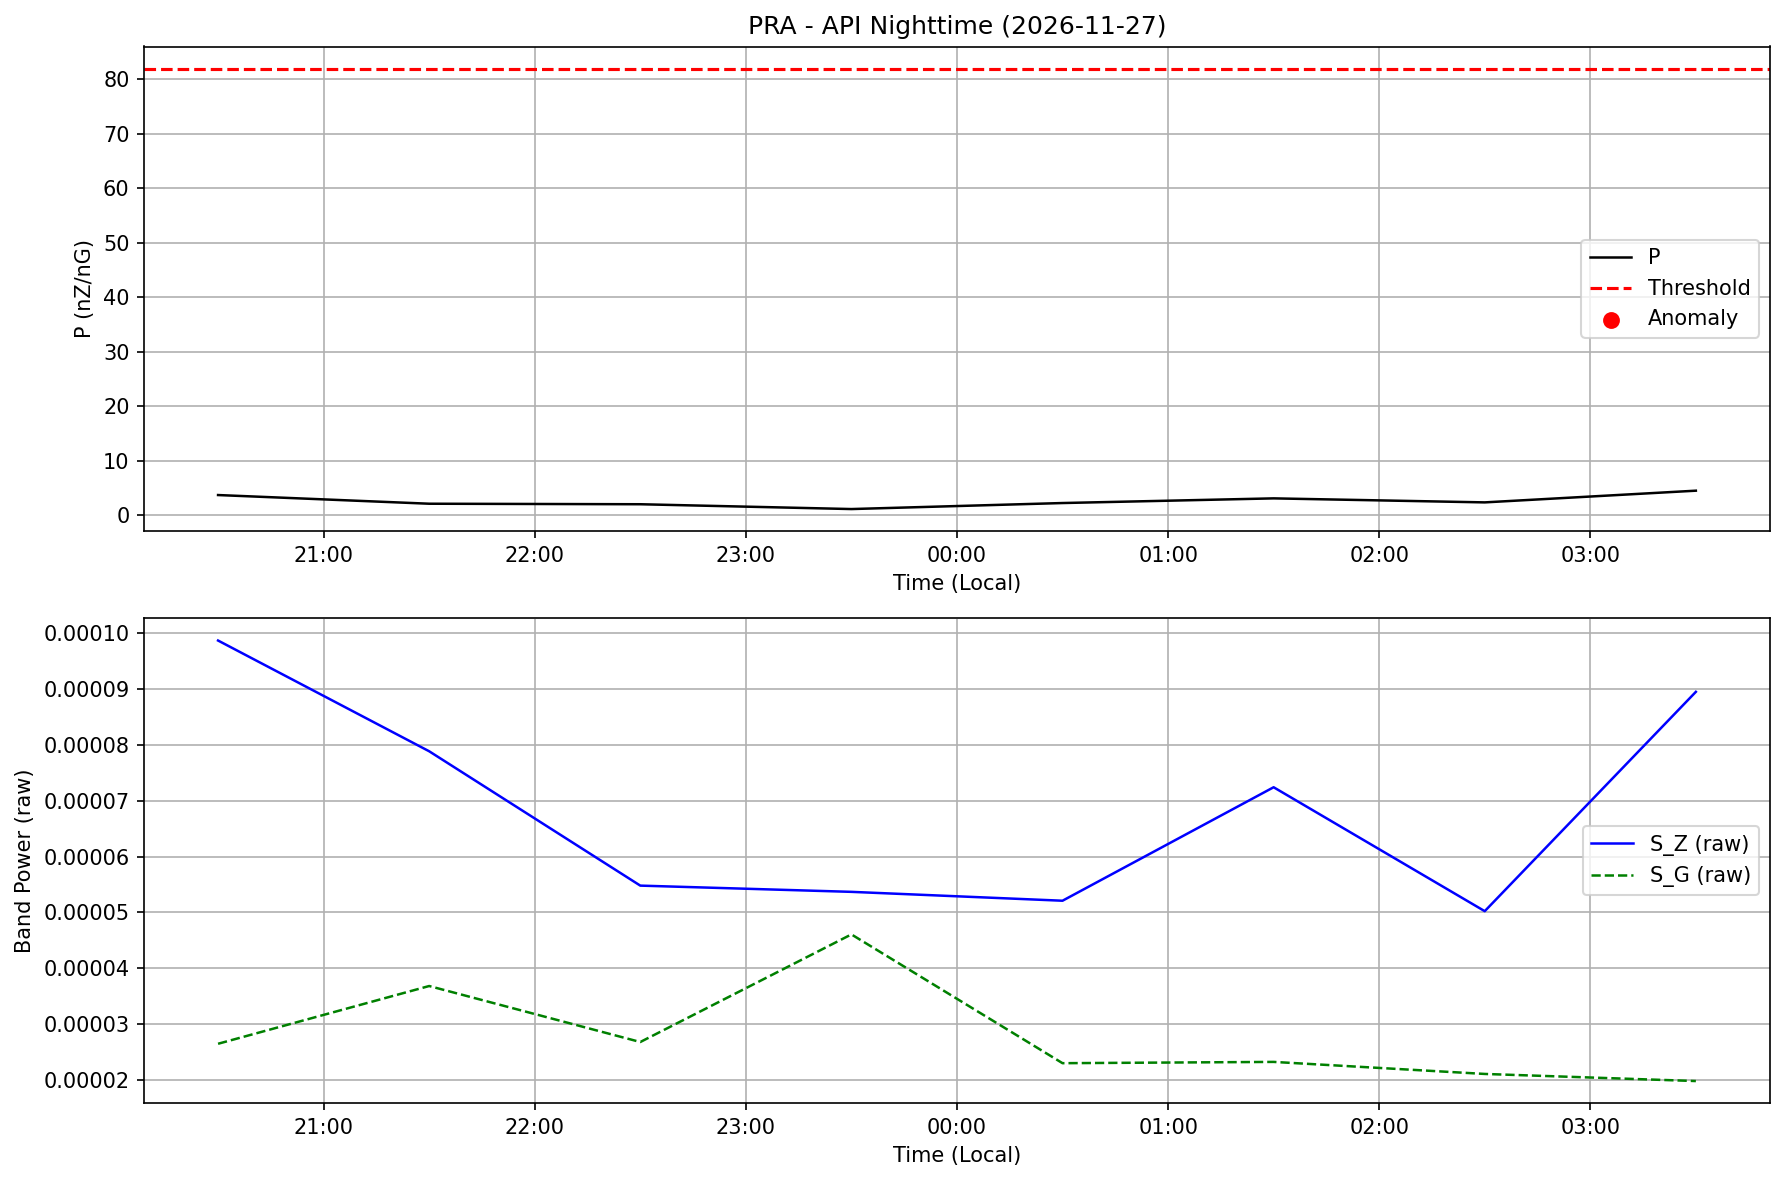 PRA - API Nighttime (2026-11-27)
80
70
60
50
40
30
20
10
0
P (nZ/nG)
P
Threshold
Anomaly
21:00 22:00 23:00 00:00 01:00 02:00 03:00
Time (Local)
0.00010
0.00009
0.00008
0.00007
0.00006
0.00005
0.00004
0.00003
0.00002
Band Power (raw)
S_Z (raw)
S_G (raw)
21:00 22:00 23:00 00:00 01:00 02:00 03:00
Time (Local)